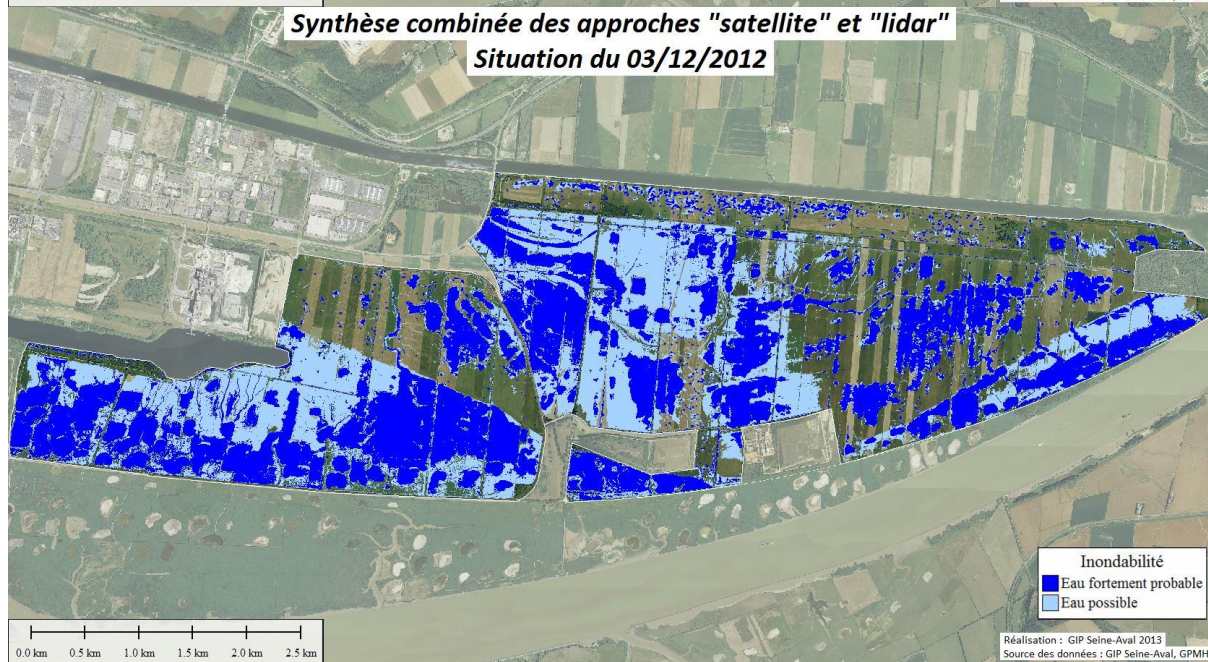 Synthèse combinée des approches "satellite" et "lidar"
Situation du 03/12/2012
Inondabilité
Eau fortement probable
Eau possible
0.0 km 0.5 km 1.0 km 1.5 km 2.0 km 2.5 km
Réalisation : GIP Seine-Aval 2013
Source des données : GIP Seine-Aval, GPMH